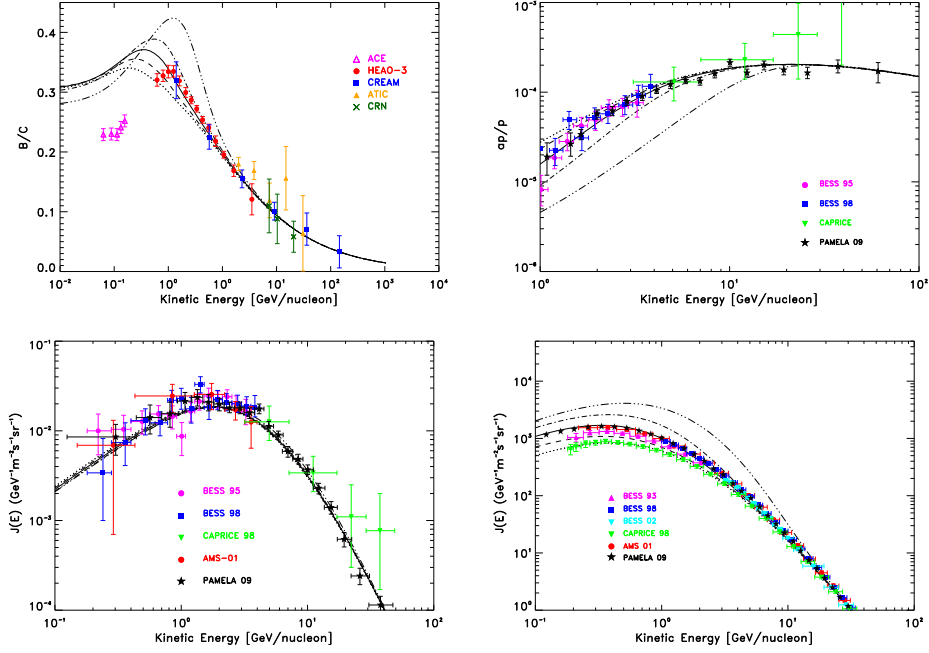 0.4
0.3
0.2
0.1
0.0
B/C
ACE
HEAO-3
CREAM
ATIC
CRN
10⁻² 10⁻¹ 10⁰ 10¹ 10² 10³ 10⁴
Kinetic Energy [GeV/nucleon]
10⁻³
10⁻⁴
10⁻⁵
10⁻⁶
ap/p
BESS 95
BESS 98
CAPRICE
PAMELA 09
10⁰ 10¹ 10²
Kinetic Energy [GeV/nucleon]
10⁻¹
10⁻²
10⁻³
10⁻⁴
J(E) (GeV⁻¹m⁻²s⁻¹sr⁻¹)
BESS 95
BESS 98
CAPRICE 98
AMS-01
PAMELA 09
10⁻¹ 10⁰ 10¹ 10²
Kinetic Energy [GeV/nucleon]
10⁴
10³
10²
10¹
10⁰
J(E) (GeV⁻¹m⁻²s⁻¹sr⁻¹)
BESS 93
BESS 98
BESS 02
CAPRICE 98
AMS 01
PAMELA 09
10⁻¹ 10⁰ 10¹ 10²
Kinetic Energy [GeV/nucleon]